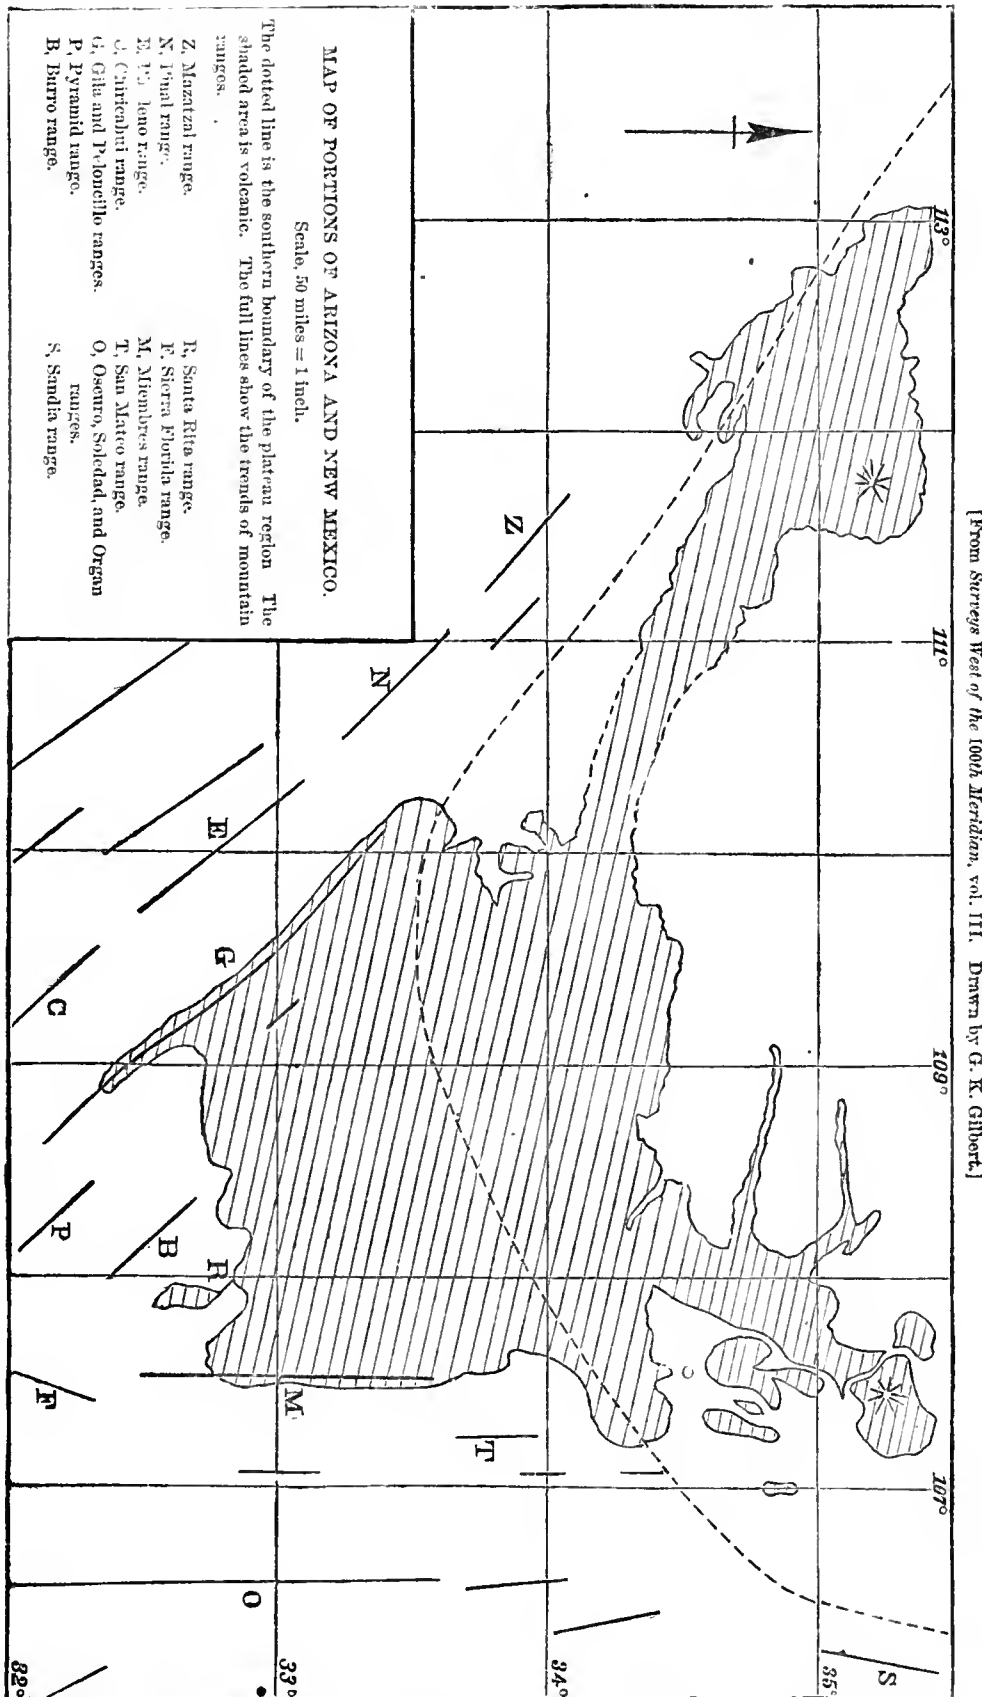 [From Surveys West of the 100th Meridian, vol. III. Drawn by G. K. Gilbert.]
113°
111°
109°
107°
35°
34°
33°
32°
MAP OF PORTIONS OF ARIZONA AND NEW MEXICO.
Scale, 50 miles = 1 inch.
The dotted line is the southern boundary of the plateau region The
shaded area is volcanic. The full lines show the trends of mountain
ranges.
Z, Mazatzal range.
N, Pinal range.
E, range.
C, Chiricahui range.
G, Gila and Peloncillo ranges.
P, Pyramid range.
B, Burro range.
R, Santa Rita range.
F, Sierra Florida range.
M, Miembres range.
T, San Mateo range.
O, Oscuro, Soledad, and Organ
ranges.
S, Sandia range.
Z
N
E
G
C
P
B
R
F
M
T
O
S